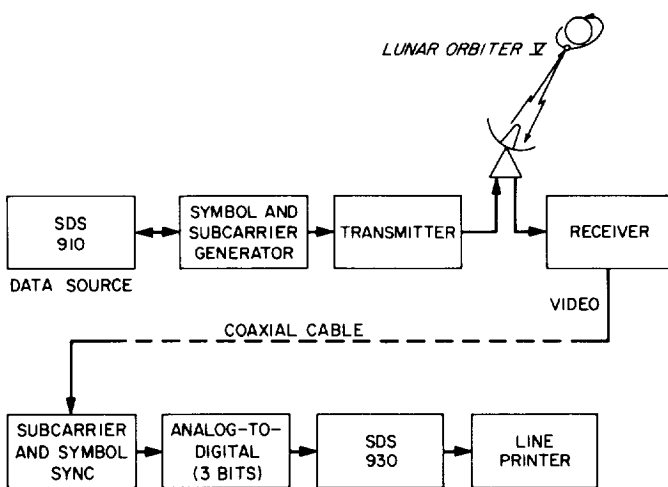 LUNAR ORBITER V
SDS
910
DATA SOURCE
SYMBOL AND
SUBCARRIER
GENERATOR
TRANSMITTER
RECEIVER
VIDEO
COAXIAL CABLE
SUBCARRIER
AND SYMBOL
SYNC
ANALOG-TO-
DIGITAL
(3 BITS)
SDS
930
LINE
PRINTER